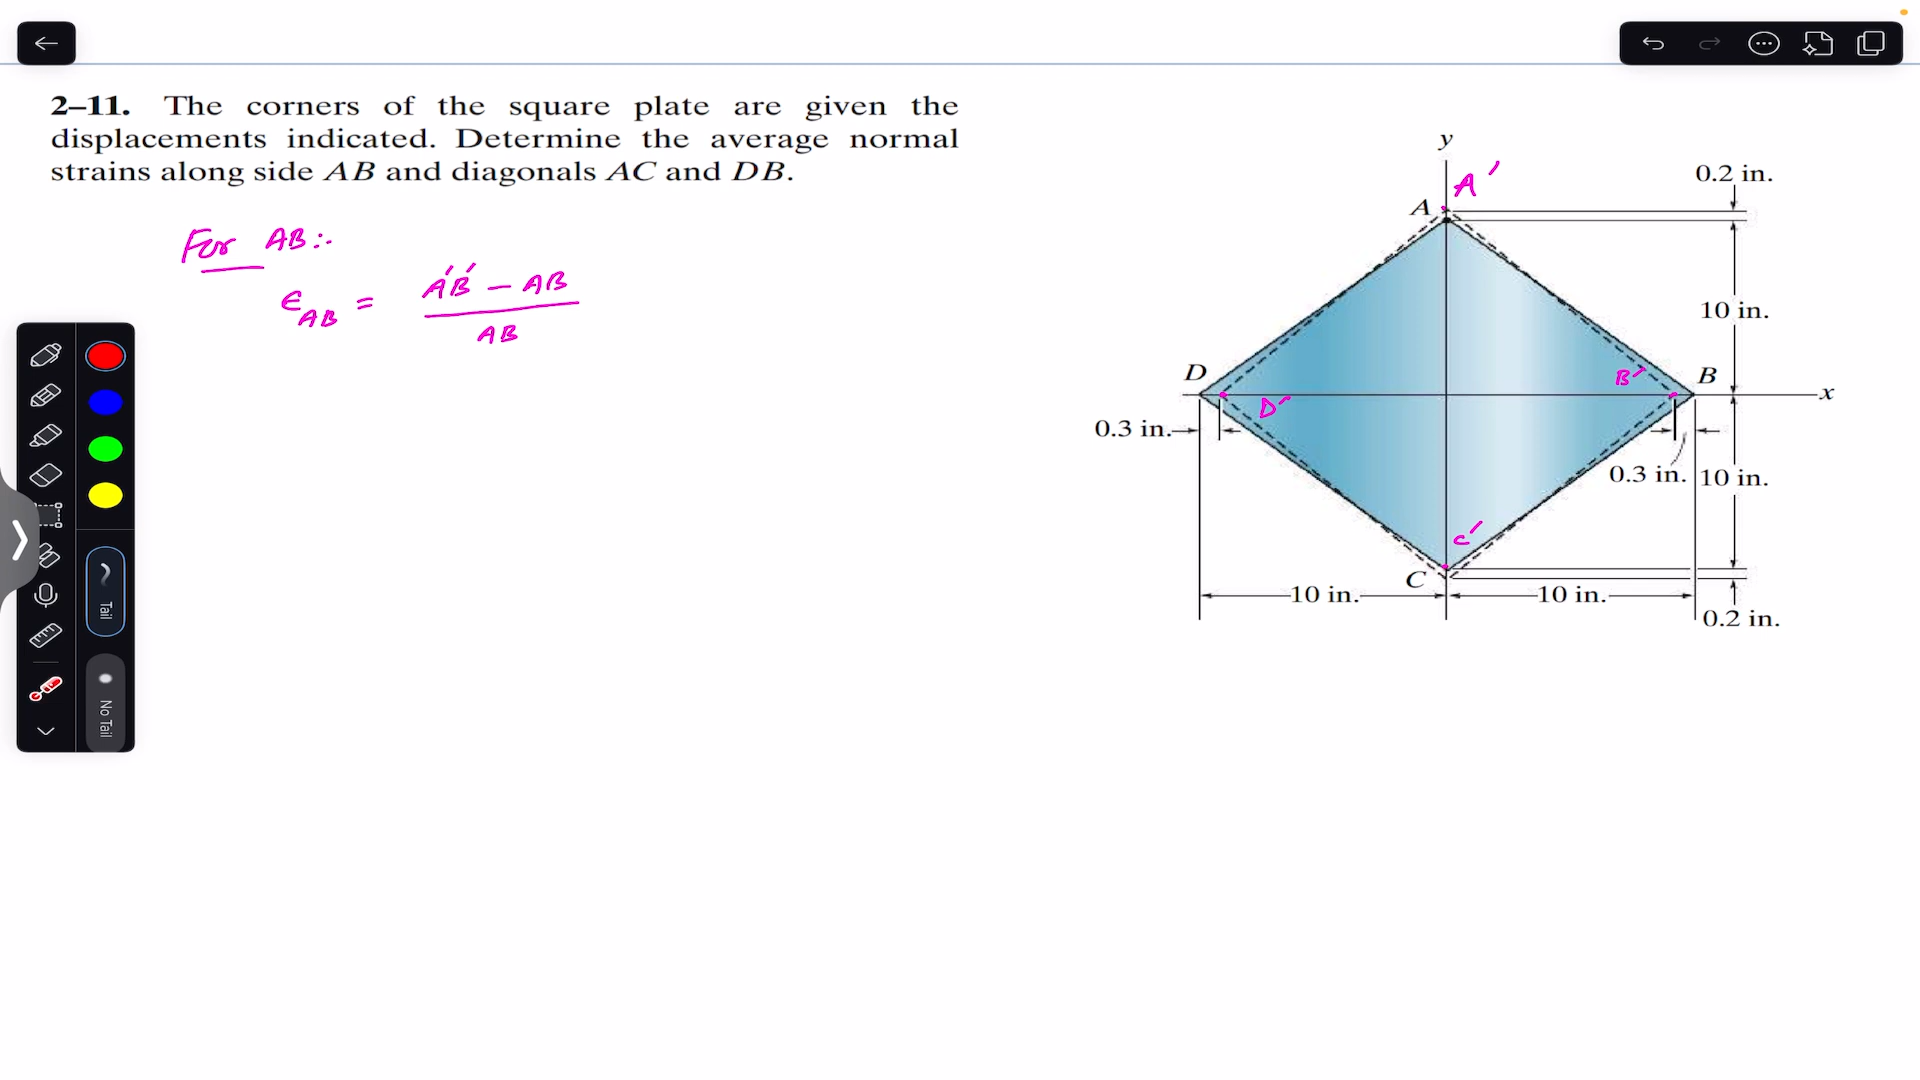 2–11. The corners of the square plate are given the
displacements indicated. Determine the average normal
strains along side AB and diagonals AC and DB.
For AB:-
ϵ_AB = (A'B' - AB) / AB
y
A'
A
0.2 in.
10 in.
D
B'
B
x
D'
0.3 in.
0.3 in.
10 in.
C'
C
10 in.
10 in.
0.2 in.
Tail
No Tail